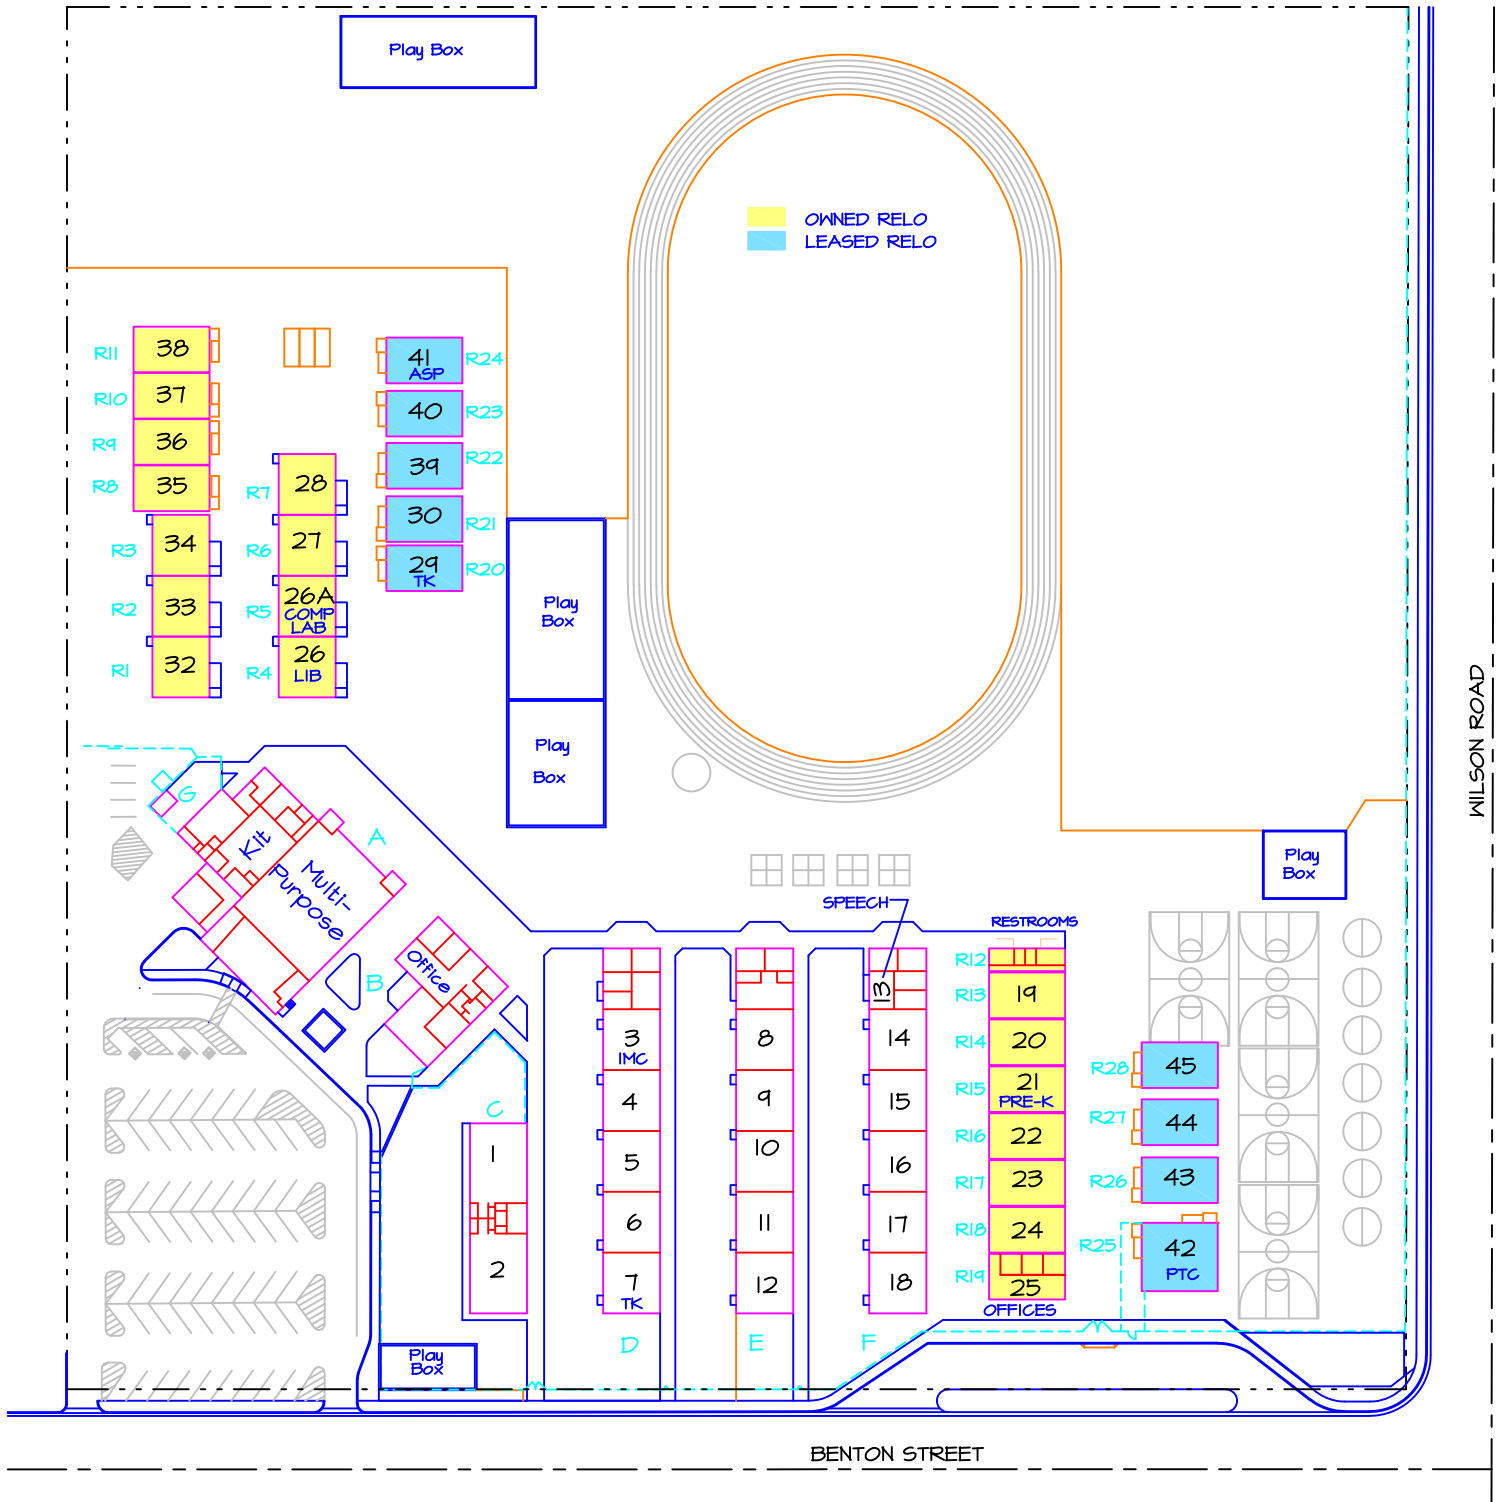 Play Box
OWNED RELO
LEASED RELO
R11
38
R10
37
R9
36
R8
35
R3
34
R2
33
R1
32
R7
28
R6
27
R5
26A
COMP
LAB
R4
26
LIB
41
ASP
R24
40
R23
39
R22
30
R21
29
TK
R20
Play
Box
Play
Box
WILSON ROAD
G
Kit
Multi-
Purpose
A
Office
B
C
1
2
Play
Box
3
IMC
4
5
6
7
TK
D
8
9
10
11
12
E
SPEECH
13
14
15
16
17
18
F
RESTROOMS
R12
R13
19
R14
20
R15
21
PRE-K
R16
22
R17
23
R18
24
R19
25
OFFICES
Play
Box
R28
45
R27
44
R26
43
R25
42
PTC
BENTON STREET